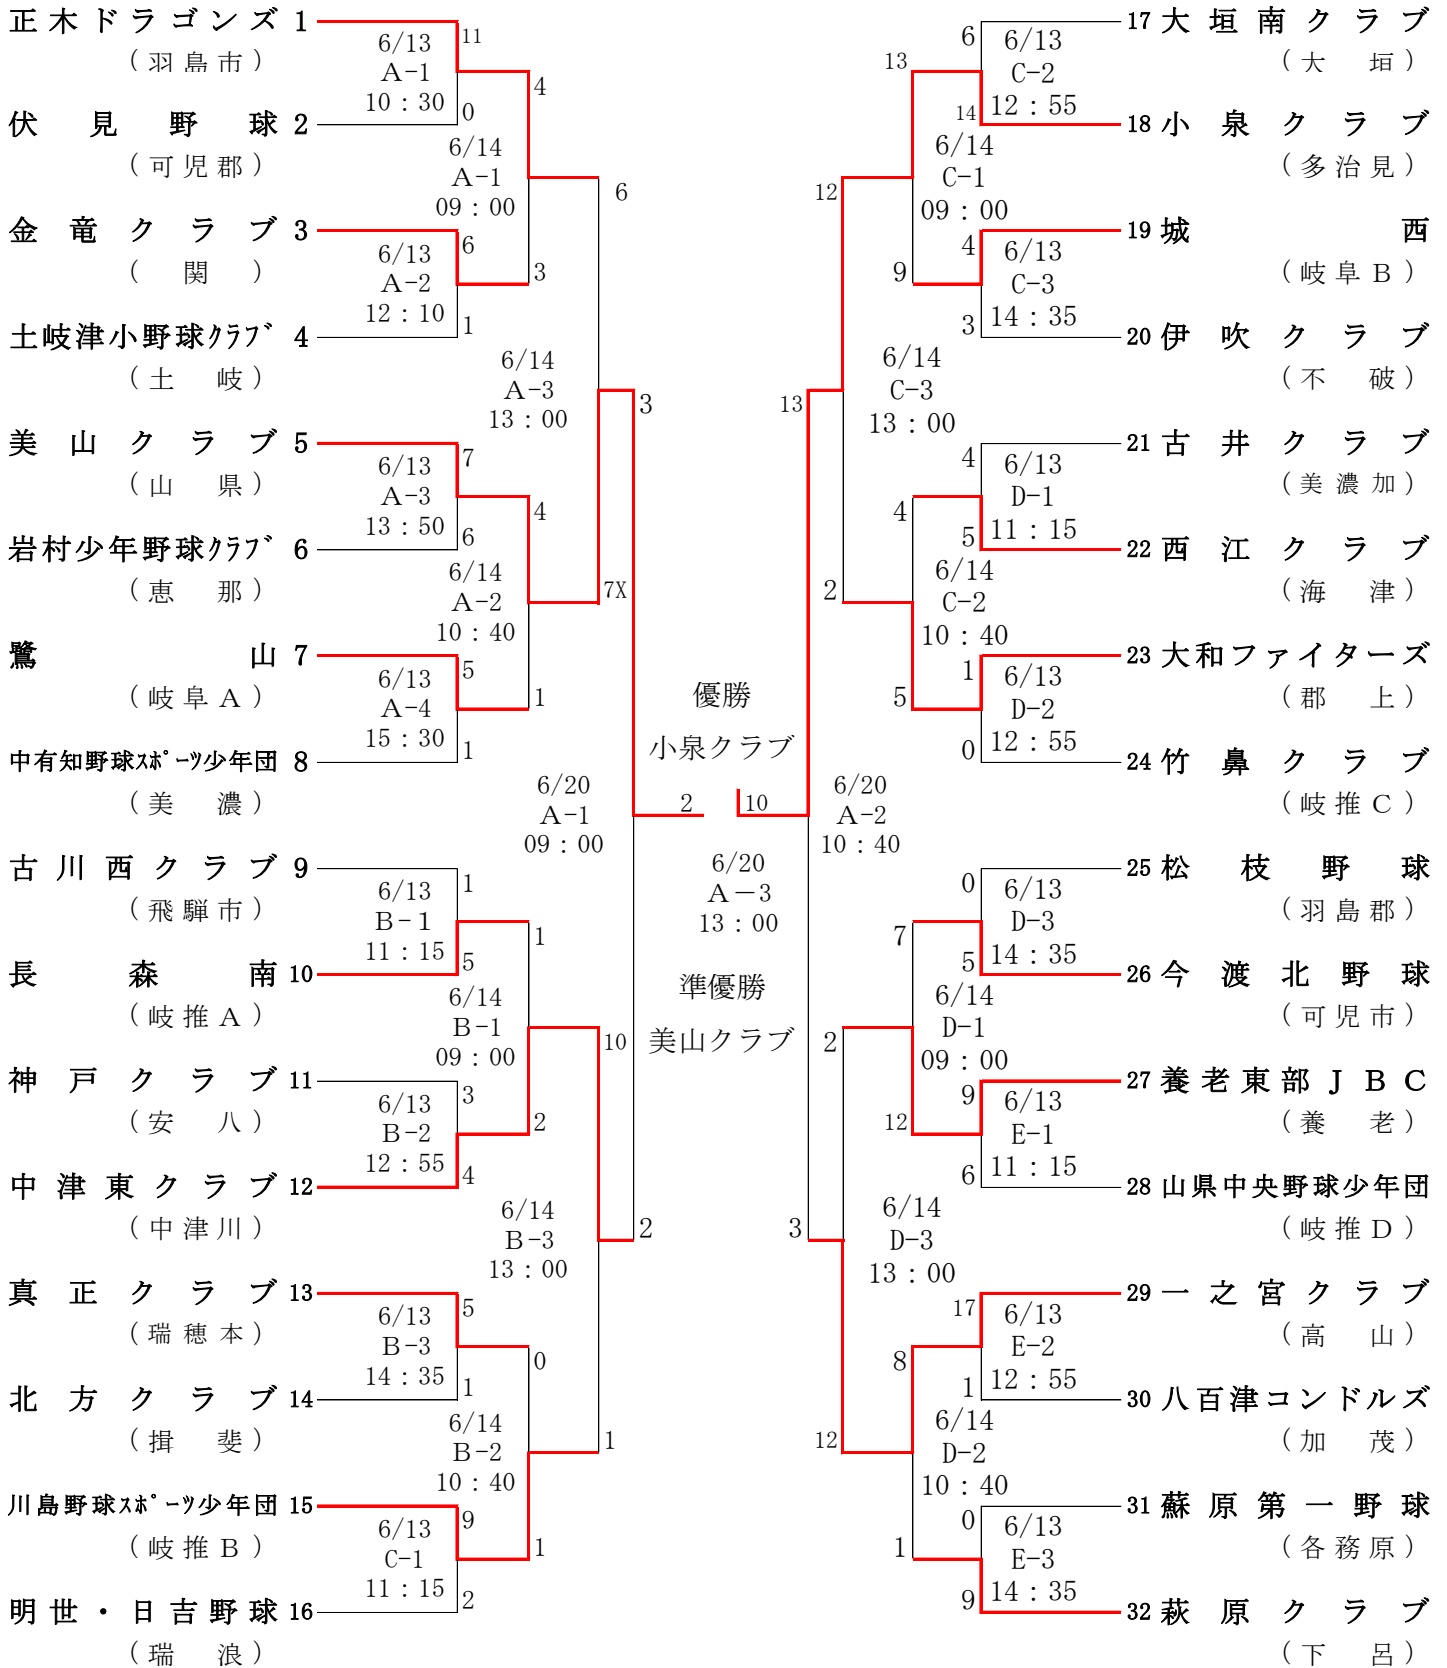 正木ドラゴンズ 1
(羽島市)
6/13
A-1
10：30
11
0
伏見野球 2
(可児郡)
4
6/14
A-1
09：00
金竜クラブ 3
(関)
6/13
A-2
12：10
6
1
3
土岐津小野球ｸﾗﾌﾞ 4
(土岐)
6
6/14
A-3
13：00
3
美山クラブ 5
(山県)
6/13
A-3
13：50
7
6
岩村少年野球ｸﾗﾌﾞ 6
(恵那)
4
6/14
A-2
10：40
7X
鷺山 7
(岐阜A)
6/13
A-4
15：30
5
1
1
中有知野球ｽﾎﾟｰﾂ少年団 8
(美濃)
6/20
A-1
09：00
古川西クラブ 9
(飛騨市)
6/13
B-1
11：15
1
5
長森南 10
(岐推A)
1
6/14
B-1
09：00
10
神戸クラブ 11
(安八)
6/13
B-2
12：55
3
4
2
中津東クラブ 12
(中津川)
6/14
B-3
13：00
2
真正クラブ 13
(瑞穂本)
6/13
B-3
14：35
5
1
0
北方クラブ 14
(揖斐)
6/14
B-2
10：40
1
川島野球ｽﾎﾟｰﾂ少年団 15
(岐推B)
6/13
C-1
11：15
9
2
1
明世・日吉野球 16
(瑞浪)
優勝
小泉クラブ
2
10
6/20
A－3
13：00
準優勝
美山クラブ
17 大垣南クラブ
(大垣)
6
6/13
C-2
12：55
14
13
18 小泉クラブ
(多治見)
6/14
C-1
09：00
12
19 城西
(岐阜B)
4
6/13
C-3
14：35
3
9
20 伊吹クラブ
(不破)
6/14
C-3
13：00
13
21 古井クラブ
(美濃加)
4
6/13
D-1
11：15
5
4
22 西江クラブ
(海津)
6/14
C-2
10：40
2
23 大和ファイターズ
(郡上)
1
6/13
D-2
12：55
0
5
24 竹鼻クラブ
(岐推C)
6/20
A-2
10：40
25 松枝野球
(羽島郡)
0
6/13
D-3
14：35
5
7
26 今渡北野球
(可児市)
6/14
D-1
09：00
2
27 養老東部ＪＢＣ
(養老)
9
6/13
E-1
11：15
6
12
28 山県中央野球少年団
(岐推D)
6/14
D-3
13：00
3
29 一之宮クラブ
(高山)
17
6/13
E-2
12：55
1
8
30 八百津コンドルズ
(加茂)
6/14
D-2
10：40
12
31 蘇原第一野球
(各務原)
0
6/13
E-3
14：35
9
1
32 萩原クラブ
(下呂)